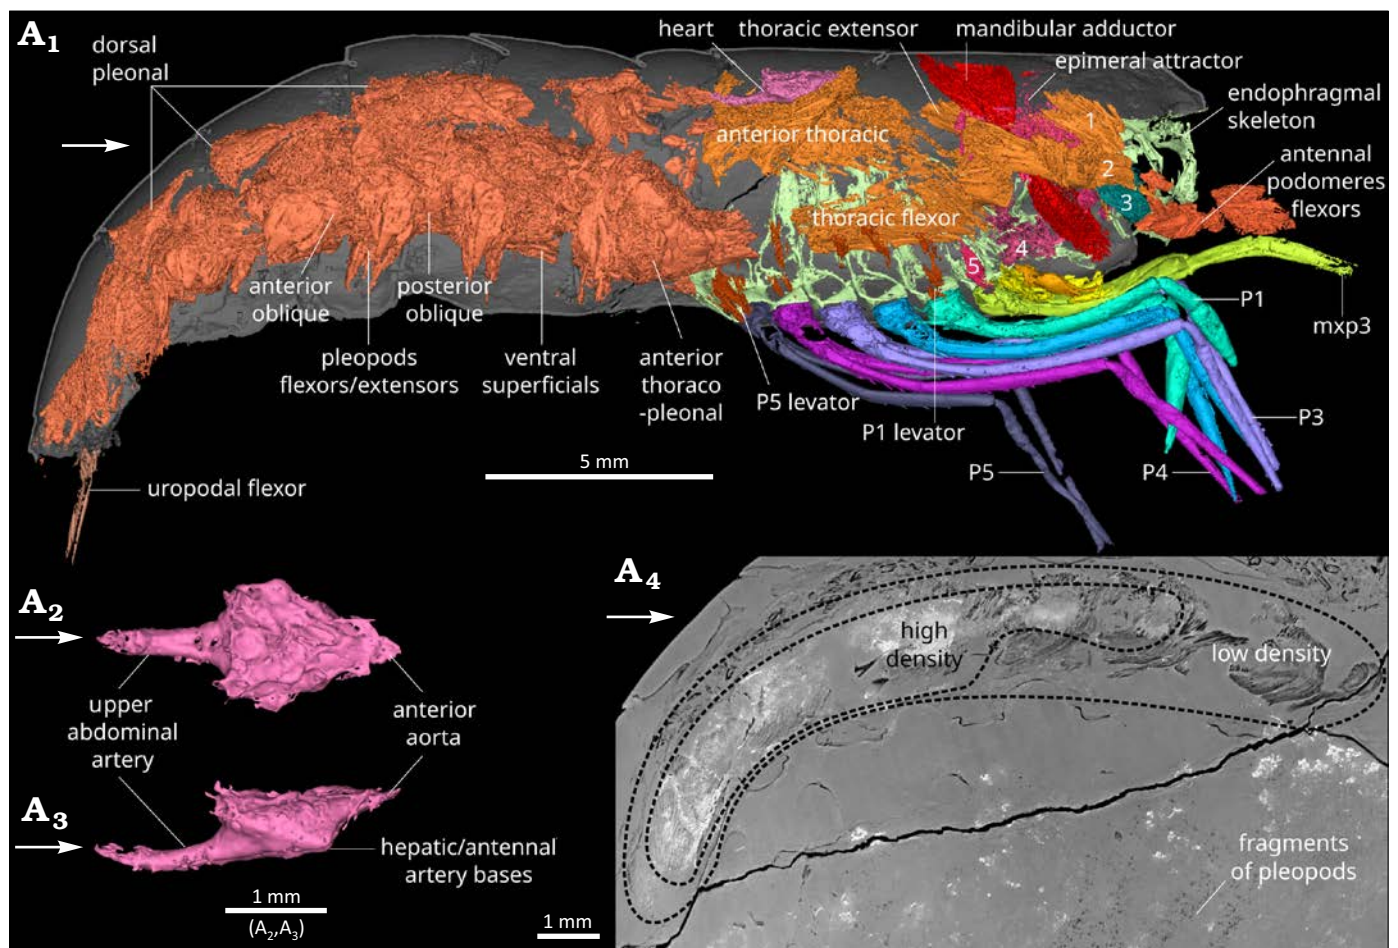 A1
dorsal
pleonal
heart
thoracic extensor
mandibular adductor
epimeral attractor
endophragmal
skeleton
antennal
podomeres
flexors
anterior thoracic
1
2
3
thoracic flexor
4
5
anterior
oblique
posterior
oblique
pleopods
flexors/extensors
ventral
superficials
anterior
thoraco
-pleonal
P5 levator
P1 levator
P1
mxp3
P3
P4
P5
5 mm
uropodal flexor
A2
upper
abdominal
artery
anterior
aorta
A3
hepatic/antennal
artery bases
1 mm
(A2,A3)
A4
high
density
low density
fragments
of pleopods
1 mm